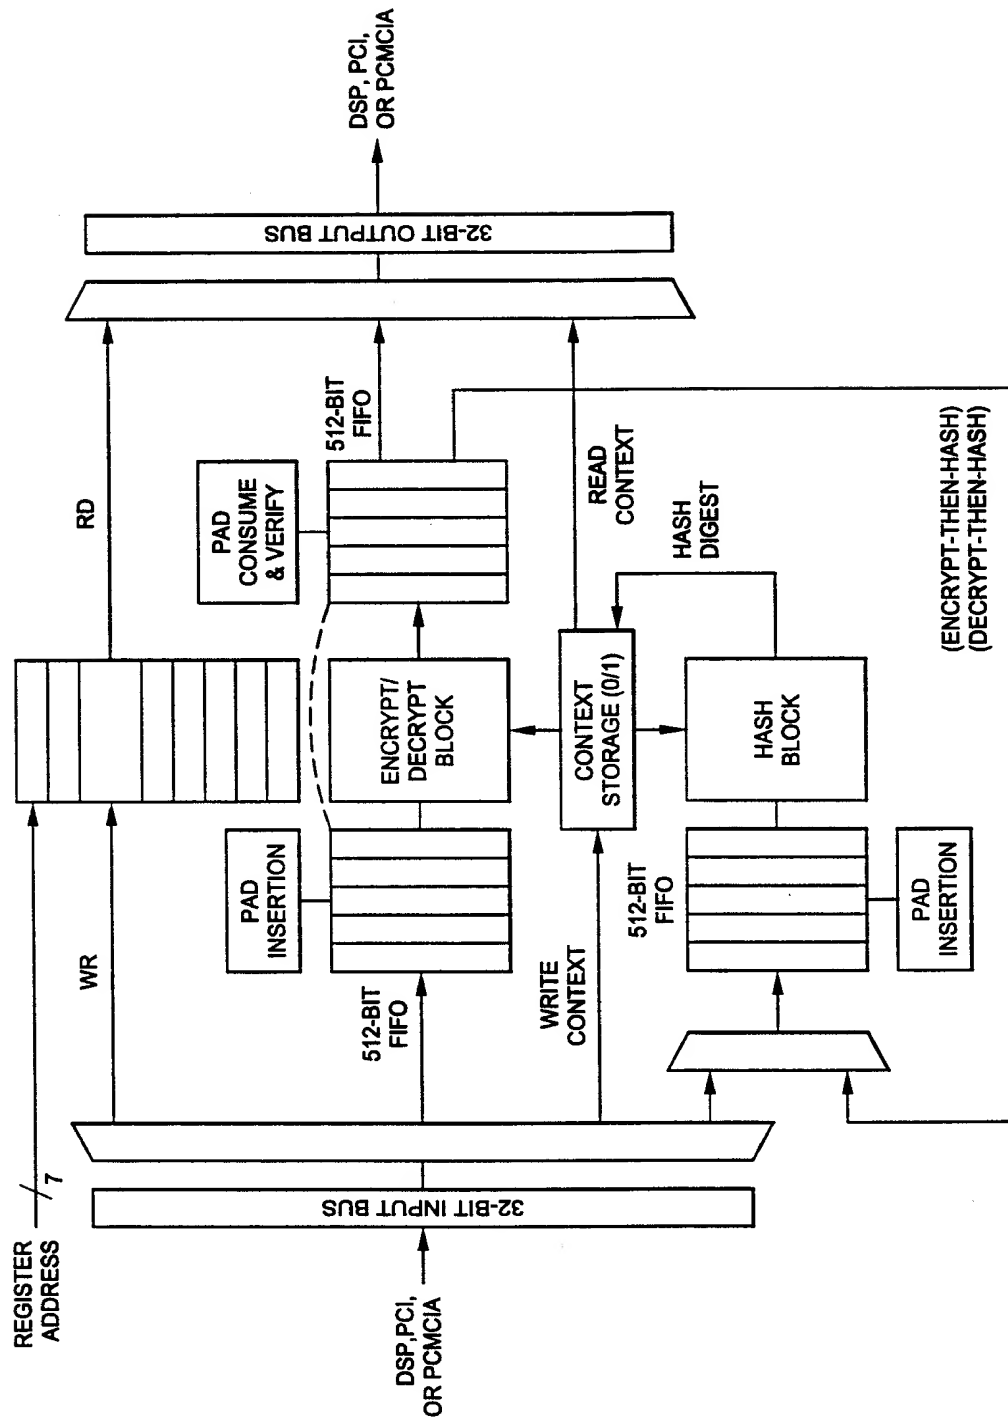 REGISTER
ADDRESS
7
DSP,PCI,
OR PCMCIA
32-BIT INPUT BUS
WR
RD
512-BIT
FIFO
PAD
INSERTION
ENCRYPT/
DECRYPT
BLOCK
PAD
CONSUME
& VERIFY
512-BIT
FIFO
WRITE
CONTEXT
CONTEXT
STORAGE (0/1)
READ
CONTEXT
HASH
DIGEST
512-BIT
FIFO
PAD
INSERTION
HASH
BLOCK
(ENCRYPT-THEN-HASH)
(DECRYPT-THEN-HASH)
32-BIT OUTPUT BUS
DSP, PCI,
OR PCMCIA